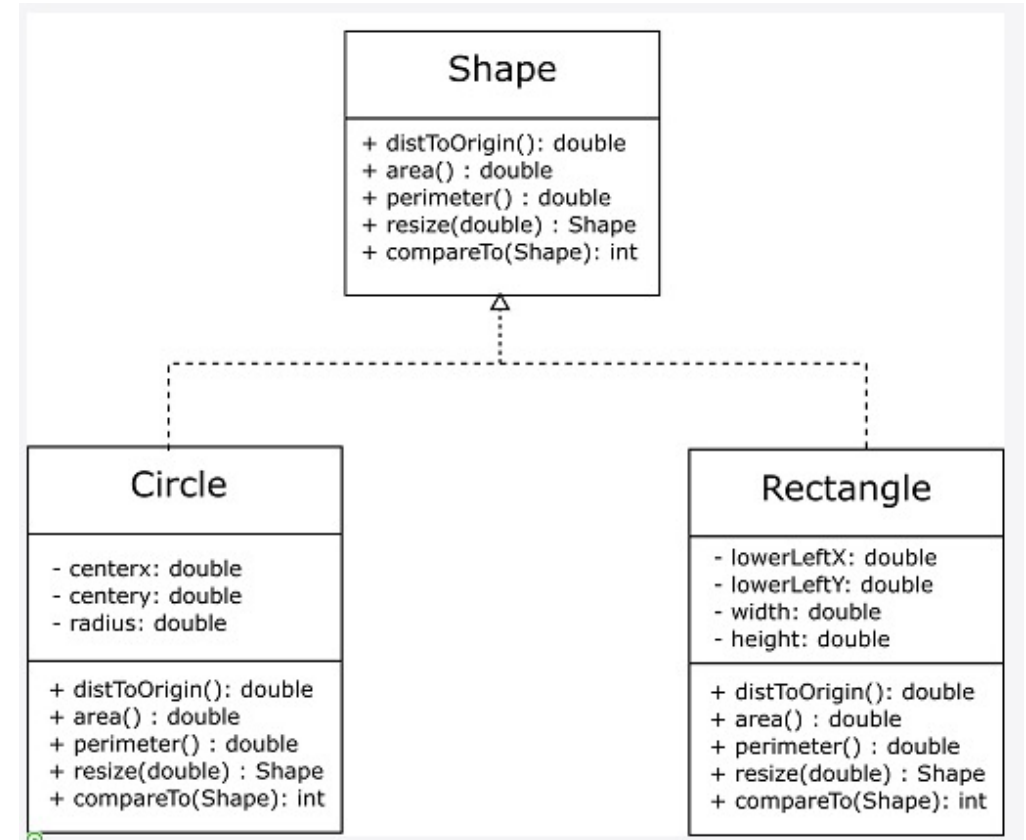 Shape
+ distToOrigin(): double
+ area() : double
+ perimeter() : double
+ resize(double) : Shape
+ compareTo(Shape): int
Circle
- centerx: double
- centery: double
- radius: double
+ distToOrigin(): double
+ area() : double
+ perimeter() : double
+ resize(double) : Shape
+ compareTo(Shape): int
Rectangle
- lowerLeftX: double
- lowerLeftY: double
- width: double
- height: double
+ distToOrigin(): double
+ area() : double
+ perimeter() : double
+ resize(double) : Shape
+ compareTo(Shape): int